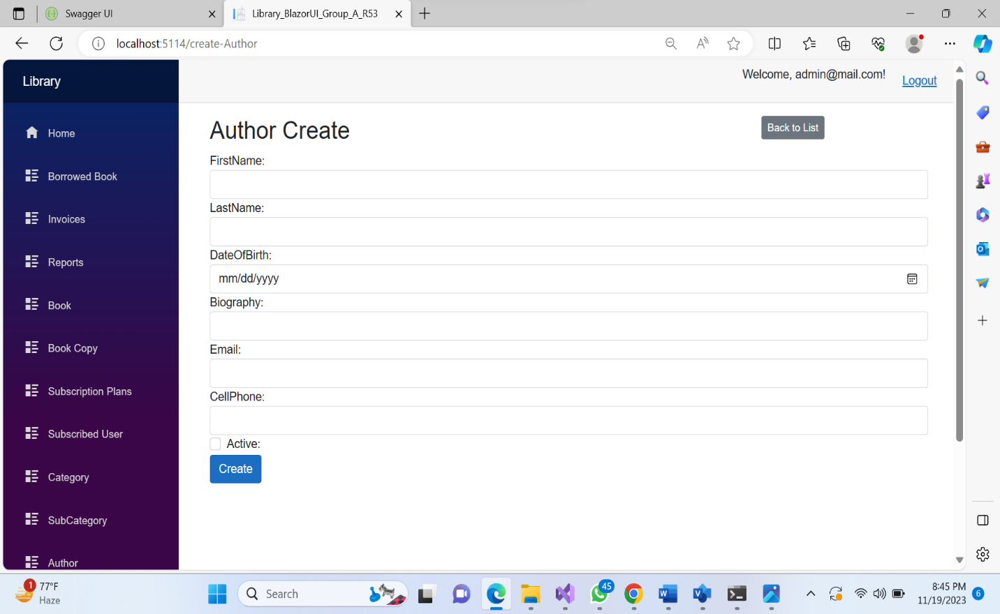 Swagger UI
Library_BlazorUI_Group_A_R53
localhost:5114/create-Author
Library
Welcome, admin@mail.com!
Logout
Home
Borrowed Book
Invoices
Reports
Book
Book Copy
Subscription Plans
Subscribed User
Category
SubCategory
Author
Author Create
Back to List
FirstName:
LastName:
DateOfBirth:
mm/dd/yyyy
Biography:
Email:
CellPhone:
Active:
Create
1
77°F
Haze
Search
45
8:45 PM
11/19/2023
6